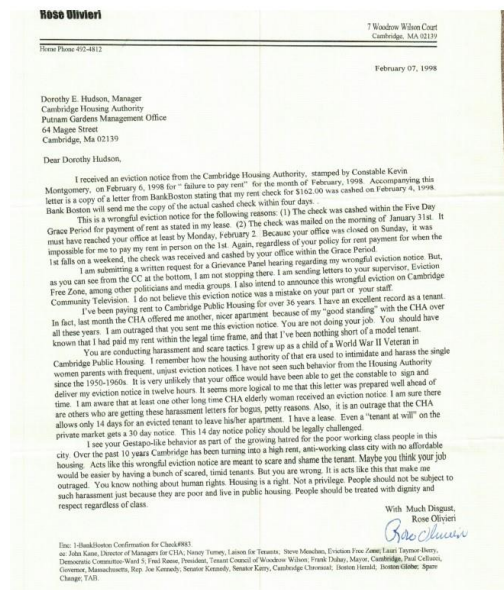 Rose Olivieri
7 Woodrow Wilson Court
Cambridge, MA 02139
Home Phone 492-4812
February 07, 1998
Dorothy E. Hudson, Manager
Cambridge Housing Authority
Putnam Gardens Management Office
64 Magee Street
Cambridge, Ma 02139
Dear Dorothy Hudson,
I received an eviction notice from the Cambridge Housing Authority, stamped by Constable Kevin
Montgomery, on February 6, 1998 for " failure to pay rent" for the month of February, 1998. Accompanying this
letter is a copy of a letter from BankBoston stating that my rent check for $162.00 was cashed on February 4, 1998.
Bank Boston will send me the copy of the actual cashed check within four days.
This is a wrongful eviction notice for the following reasons: (1) The check was cashed within the Five Day
Grace Period for payment of rent as stated in my lease. (2) The check was mailed on the morning of January 31st. It
must have reached your office at least by Monday, February 2. Because your office was closed on Sunday, it was
impossible for me to pay my rent in person on the 1st. Again, regardless of your policy for rent payment for when the
1st falls on a weekend, the check was received and cashed by your office within the Grace Period.
I am submitting a written request for a Grievance Panel hearing regarding my wrongful eviction notice. But,
as you can see from the CC at the bottom, I am not stopping there. I am sending letters to your supervisor, Eviction
Free Zone, among other politicians and media groups. I also intend to announce this wrongful eviction on Cambridge
Community Television. I do not believe this eviction notice was a mistake on your part or your staff.
I've been paying rent to Cambridge Public Housing for over 36 years. I have an excellent record as a tenant.
In fact, last month the CHA offered me another, nicer apartment because of my "good standing" with the CHA over
all these years. I am outraged that you sent me this eviction notice. You are not doing your job. You should have
known that I had paid my rent within the legal time frame, and that I've been nothing short of a model tenant.
You are conducting harassment and scare tactics. I grew up as a child of a World War II Veteran in
Cambridge Public Housing. I remember how the housing authority of that era used to intimidate and harass the single
women parents with frequent, unjust eviction notices. I have not seen such behavior from the Housing Authority
since the 1950-1960s. It is very unlikely that your office would have been able to get the constable to sign and
deliver my eviction notice in twelve hours. It seems more logical to me that this letter was prepared well ahead of
time. I am aware that at least one other long time CHA elderly woman received an eviction notice. I am sure there
are others who are getting these harassment letters for bogus, petty reasons. Also, it is an outrage that the CHA
allows only 14 days for an evicted tenant to leave his/her apartment. I have a lease. Even a "tenant at will" on the
private market gets a 30 day notice. This 14 day notice policy should be legally challenged.
I see your Gestapo-like behavior as part of the growing hatred for the poor working class people in this
city. Over the past 10 years Cambridge has been turning into a high rent, anti-working class city with no affordable
housing. Acts like this wrongful eviction notice are meant to scare and shame the tenant. Maybe you think your job
would be easier by having a bunch of scared, timid tenants. But you are wrong. It is acts like this that make me
outraged. You know nothing about human rights. Housing is a right. Not a privilege. People should not be subject to
such harassment just because they are poor and live in public housing. People should be treated with dignity and
respect regardless of class.
With Much Disgust,
Rose Olivieri
Rose Olivieri
Enc: 1-BankBoston Confirmation for Check#883.
cc: John Kane, Director of Managers for CHA; Nancy Turney, Liaison for Tenants, Steve Meachan, Eviction Free Zone; Lauri Taymor-Berry,
Democratic Committee-Ward 5; Fred Reese, President, Tenant Council of Woodrow Wilson; Frank Duhay, Mayor, Cambridge, Paul Cellucci,
Governor, Massachusetts, Rep. Joe Kennedy; Senator Kennedy, Senator Kerry, Cambridge Chronical; Boston Herald, Boston Globe; Spare
Change; TAB.